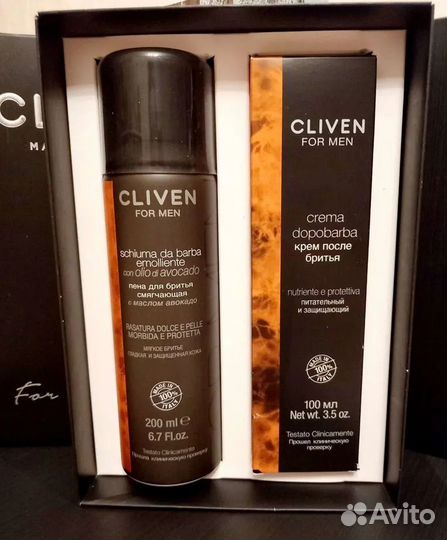 CL
MA
For
CLIVEN
FOR MEN
schiuma da barba
emolliente
con olio di avocado
пена для бритья
смягчающая
с маслом авокадо
RASATURA DOLCE E PELLE
MORBIDA E PROTETTA
МЯГКОЕ БРИТЬЕ
ГЛАДКАЯ И ЗАЩИЩЕННАЯ КОЖА
MADE IN
100%
ITALY
200 ml e
6.7 Fl.oz.
Testato Clinicamente
Прошел клиническую проверку
CLIVEN
FOR MEN
crema
dopobarba
крем после
бритья
nutriente e protettiva
питательный
и защищающий
MADE IN
100%
ITALY
100 мл
Net wt. 3.5 oz.
Testato Clinicamente
Прошел клиническую
проверку
Avito